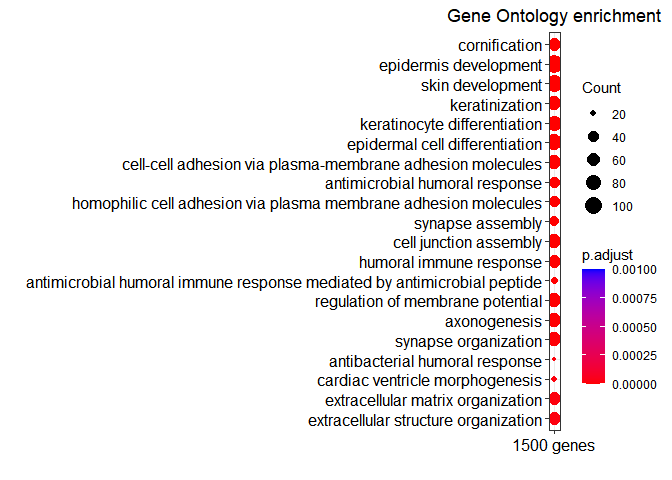 Gene Ontology enrichment
cornification
epidermis development
skin development
keratinization
keratinocyte differentiation
epidermal cell differentiation
cell-cell adhesion via plasma-membrane adhesion molecules
antimicrobial humoral response
homophilic cell adhesion via plasma membrane adhesion molecules
synapse assembly
cell junction assembly
humoral immune response
antimicrobial humoral immune response mediated by antimicrobial peptide
regulation of membrane potential
axonogenesis
synapse organization
antibacterial humoral response
cardiac ventricle morphogenesis
extracellular matrix organization
extracellular structure organization
1500 genes
Count
20
40
60
80
100
p.adjust
0.00100
0.00075
0.00050
0.00025
0.00000